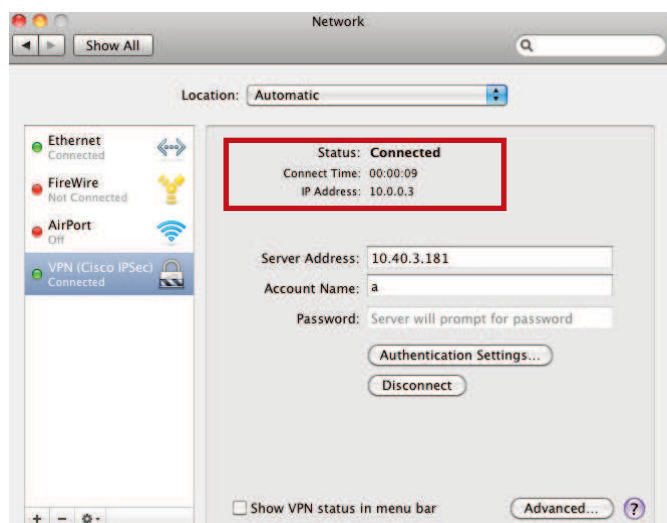 Network
Show All
Location: Automatic
Ethernet
Connected
FireWire
Not Connected
AirPort
Off
VPN (Cisco IPSec)
Connected
Status: Connected
Connect Time: 00:00:09
IP Address: 10.0.0.3
Server Address: 10.40.3.181
Account Name: a
Password: Server will prompt for password
Authentication Settings...
Disconnect
Show VPN status in menu bar
Advanced... ?
+ −